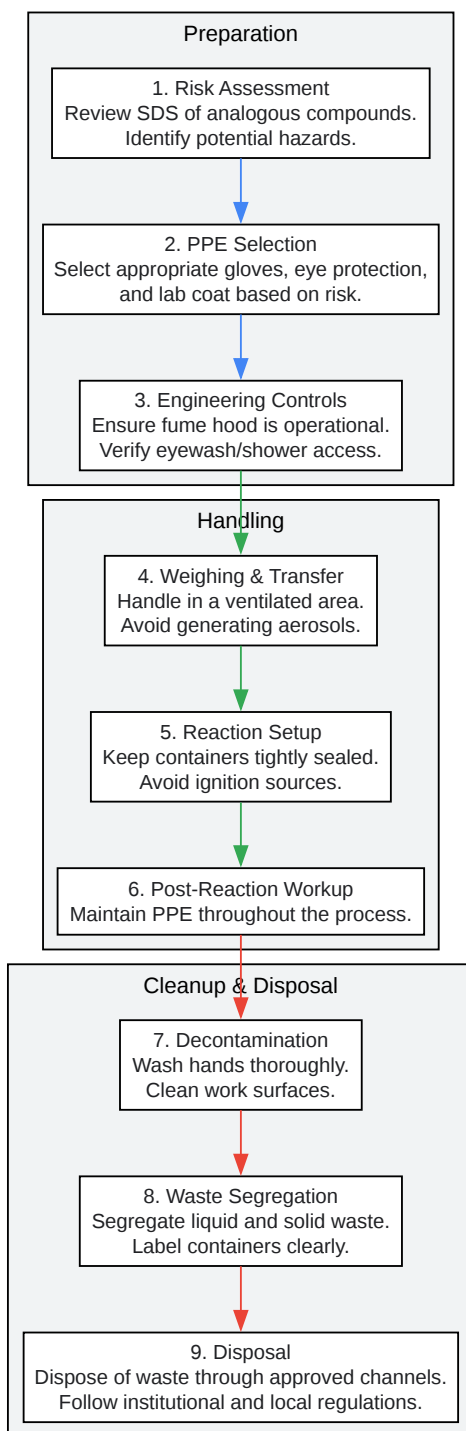 Preparation
1. Risk Assessment
Review SDS of analogous compounds.
Identify potential hazards.
2. PPE Selection
Select appropriate gloves, eye protection,
and lab coat based on risk.
3. Engineering Controls
Ensure fume hood is operational.
Verify eyewash/shower access.
Handling
4. Weighing & Transfer
Handle in a ventilated area.
Avoid generating aerosols.
5. Reaction Setup
Keep containers tightly sealed.
Avoid ignition sources.
6. Post-Reaction Workup
Maintain PPE throughout the process.
Cleanup & Disposal
7. Decontamination
Wash hands thoroughly.
Clean work surfaces.
8. Waste Segregation
Segregate liquid and solid waste.
Label containers clearly.
9. Disposal
Dispose of waste through approved channels.
Follow institutional and local regulations.